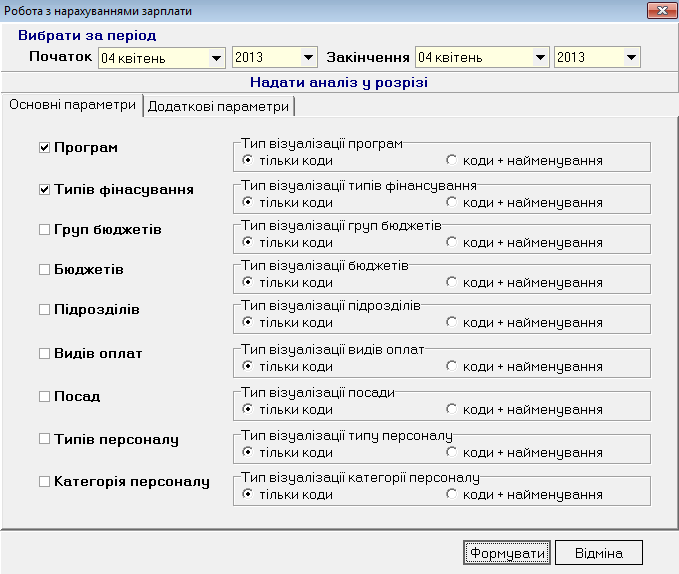 Робота з нарахуваннями зарплати
Вибрати за період
Початок 04 квітень 2013 Закінчення 04 квітень 2013
Надати аналіз у розрізі
Основні параметри Додаткові параметри
Програм
Тип візуалізації програм
тільки коди коди + найменування
Типів фінасування
Тип візуалізації типів фінансування
тільки коди коди + найменування
Груп бюджетів
Тип візуалізації груп бюджетів
тільки коди коди + найменування
Бюджетів
Тип візуалізації бюджетів
тільки коди коди + найменування
Підрозділів
Тип візуалізації підрозділів
тільки коди коди + найменування
Видів оплат
Тип візуалізації видів оплат
тільки коди коди + найменування
Посад
Тип візуалізації посади
тільки коди коди + найменування
Типів персоналу
Тип візуалізації типу персоналу
тільки коди коди + найменування
Категорія персоналу
Тип візуалізації категорії персоналу
тільки коди коди + найменування
Формувати Відміна